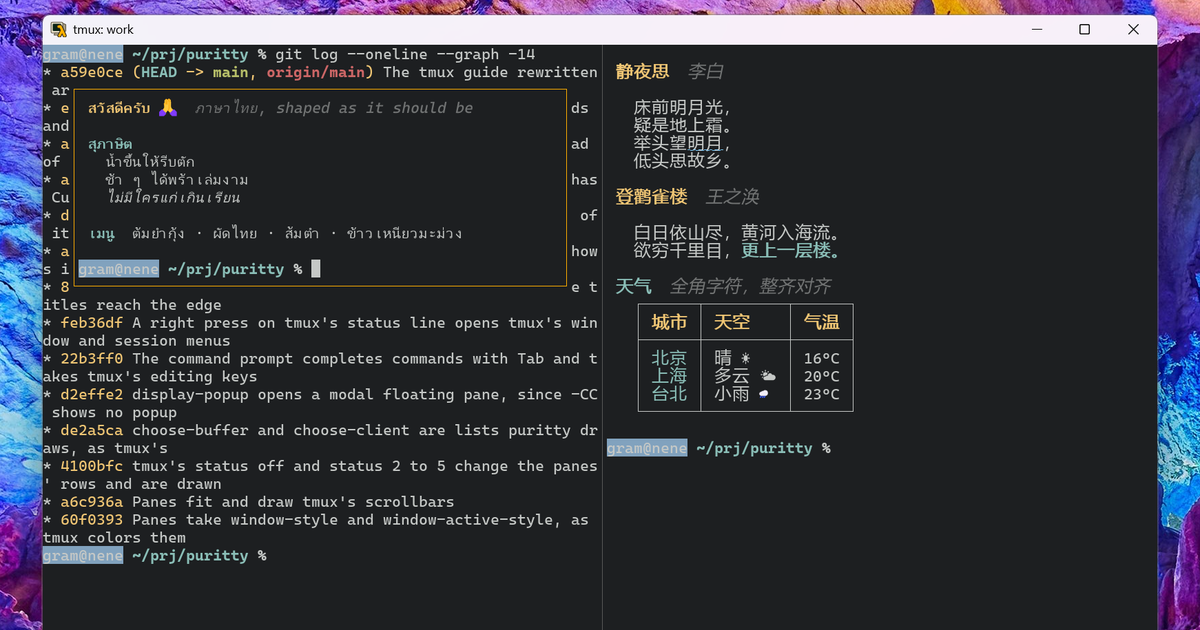 tmux: work
gram@nene ~/prj/puritty % git log --oneline --graph -14
* a59e0ce (HEAD -> main, origin/main) The tmux guide rewritten
ar
* e
ds
and
* a
ad
of
* a
has
Cu
* d
of
it
* a
how
s i
* 8
e t
itles reach the edge
* feb36df A right press on tmux's status line opens tmux's win
dow and session menus
* 22b3ff0 The command prompt completes commands with Tab and t
akes tmux's editing keys
* d2effe2 display-popup opens a modal floating pane, since -CC
shows no popup
* de2a5ca choose-buffer and choose-client are lists puritty dr
aws, as tmux's
* 4100bfc tmux's status off and status 2 to 5 change the panes
' rows and are drawn
* a6c936a Panes fit and draw tmux's scrollbars
* 60f0393 Panes take window-style and window-active-style, as
tmux colors them
gram@nene ~/prj/puritty %
สวัสดีครับ 🙏 ภาษาไทย, shaped as it should be
สุภาษิต
น้ำขึ้นให้รีบตัก
ช้า ๆ ได้พร้าเล่มงาม
ไม่มีใครแก่เกินเรียน
เมนู ต้มยำกุ้ง · ผัดไทย · ส้มตำ · ข้าวเหนียวมะม่วง
gram@nene ~/prj/puritty %
静夜思 李白
床前明月光，
疑是地上霜。
举头望明月，
低头思故乡。
登鹳雀楼 王之涣
白日依山尽，黄河入海流。
欲穷千里目，更上一层楼。
天气 全角字符，整齐对齐
城市 天空 气温
北京 晴 ☀ 16°C
上海 多云 🌥 20°C
台北 小雨 🌧 23°C
gram@nene ~/prj/puritty %